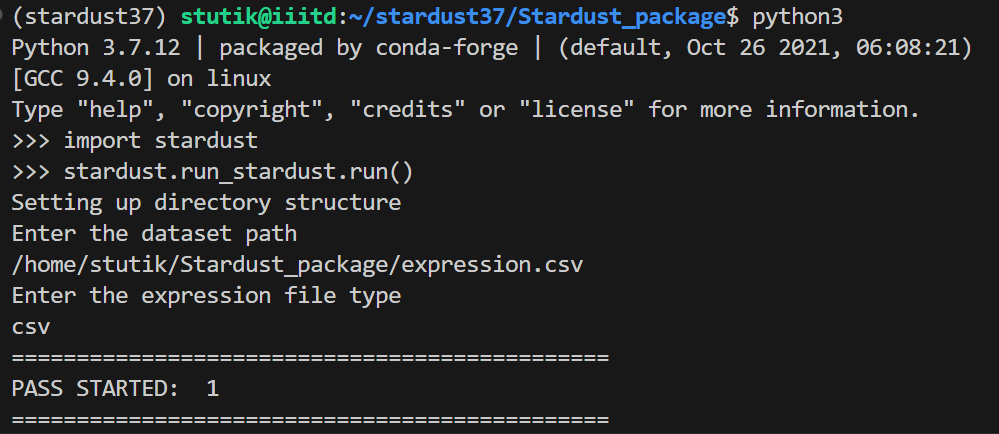 (stardust37) stutik@iiitd:~/stardust37/Stardust_package$ python3
Python 3.7.12 | packaged by conda-forge | (default, Oct 26 2021, 06:08:21)
[GCC 9.4.0] on linux
Type "help", "copyright", "credits" or "license" for more information.
>>> import stardust
>>> stardust.run_stardust.run()
Setting up directory structure
Enter the dataset path
/home/stutik/Stardust_package/expression.csv
Enter the expression file type
csv
==============================================
PASS STARTED:  1
==============================================